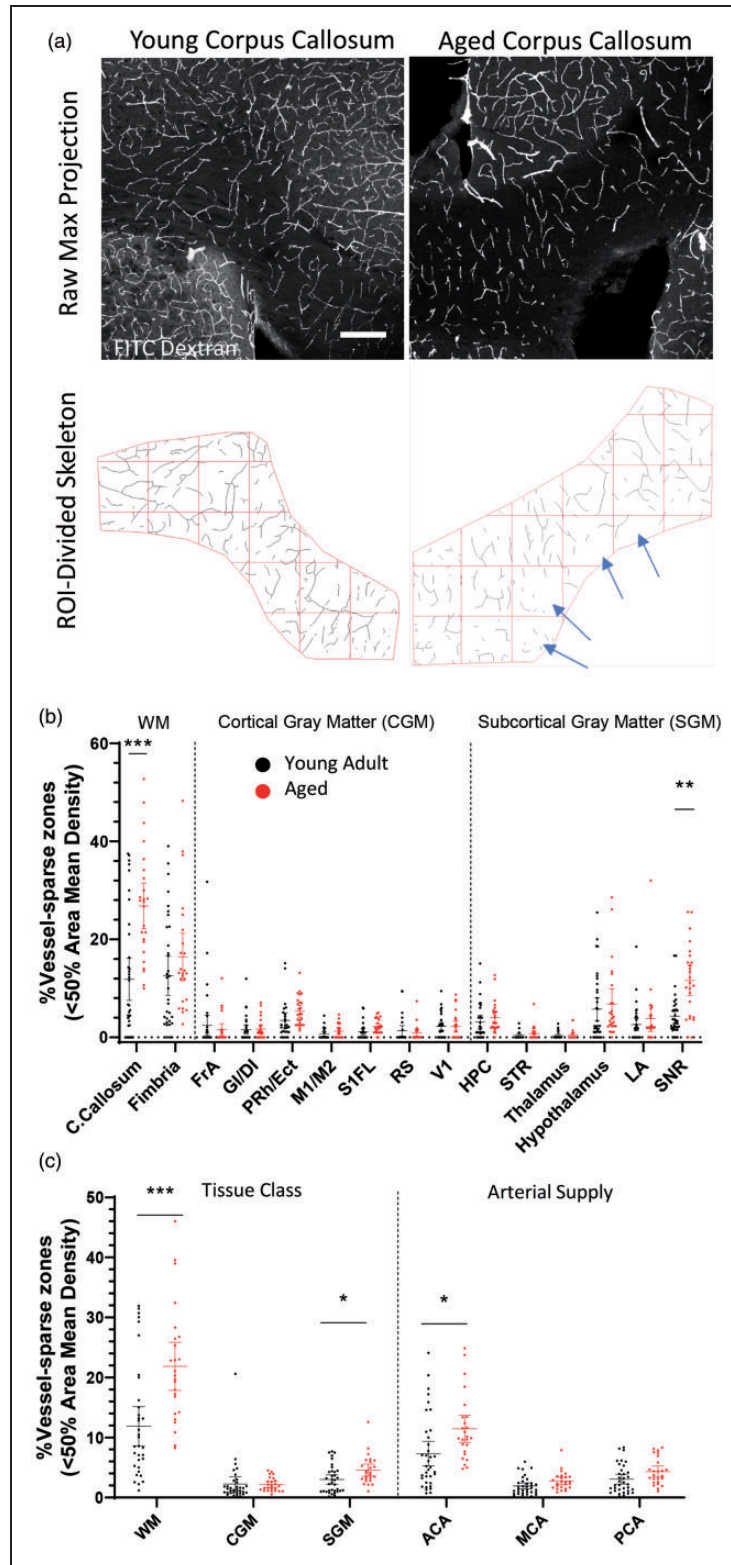 (a)
Young Corpus Callosum
Aged Corpus Callosum
Raw Max Projection
FITC Dextran
ROI-Divided Skeleton
(b)
WM
Cortical Gray Matter (CGM)
Subcortical Gray Matter (SGM)
%Vessel-sparse zones
(<50% Area Mean Density)
60
40
20
0
***
Young Adult
Aged
**
C.Callosum
Fimbria
FrA
GI/DI
PRh/Ect
M1/M2
S1FL
RS
V1
HPC
STR
Thalamus
Hypothalamus
LA
SNR
(c)
%Vessel-sparse zones
(<50% Area Mean Density)
50
40
30
20
10
0
Tissue Class
Arterial Supply
***
*
*
WM
CGM
SGM
ACA
MCA
PCA